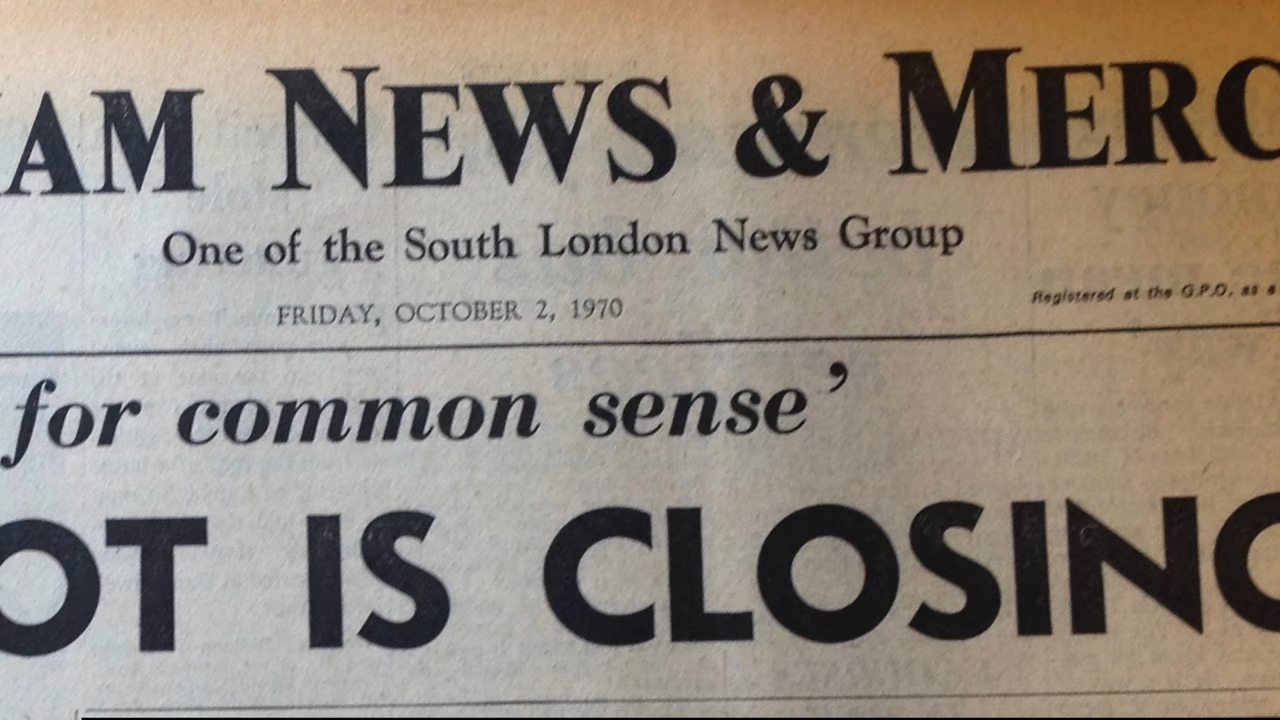 AM NEWS & MERC
One of the South London News Group
FRIDAY, OCTOBER 2, 1970
Registered at the G.P.O. as a
for common sense’
OT IS CLOSING